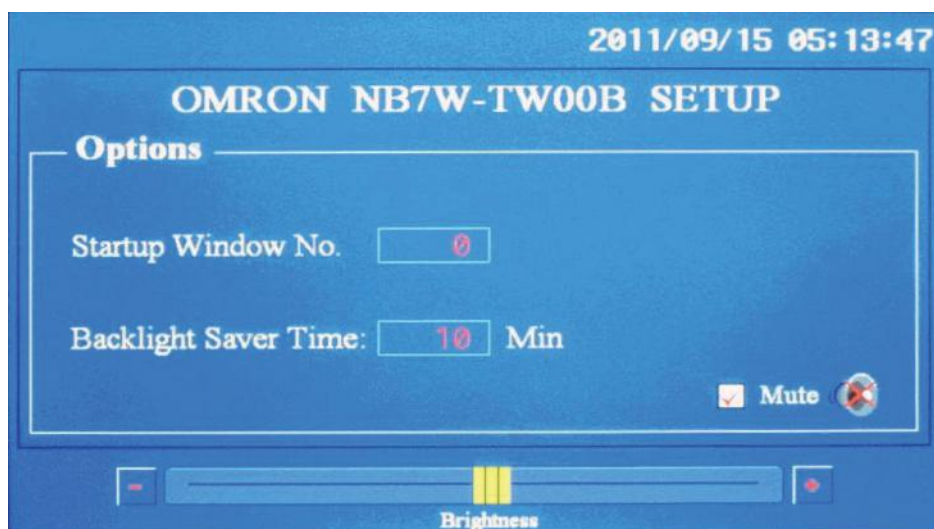 2011/09/15 05:13:47
OMRON NB7W-TW00B SETUP
Options
Startup Window No. 0
Backlight Saver Time: 10 Min
Mute
- +
Brightness